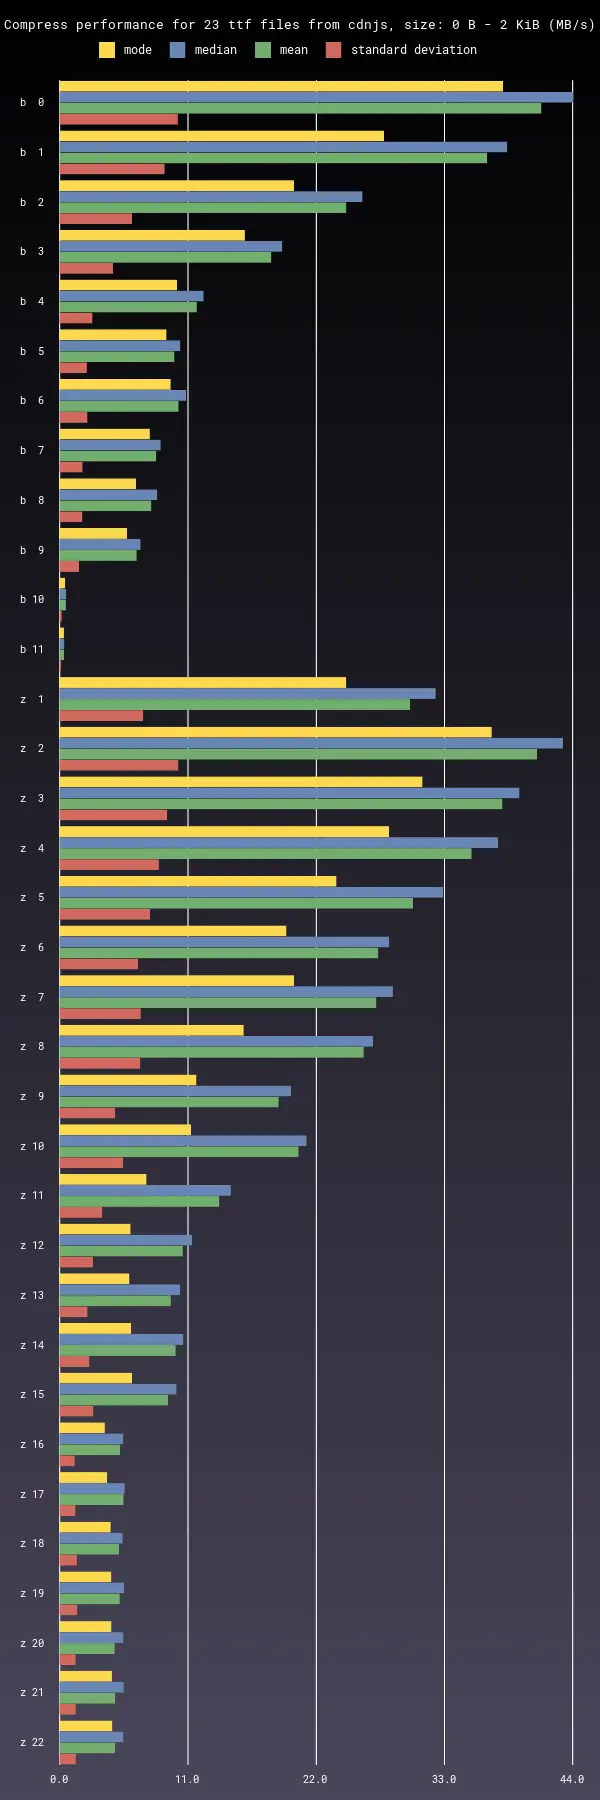 Compress performance for 23 ttf files from cdnjs, size: 0 B - 2 KiB (MB/s)
mode median mean standard deviation
b 0
b 1
b 2
b 3
b 4
b 5
b 6
b 7
b 8
b 9
b 10
b 11
z 1
z 2
z 3
z 4
z 5
z 6
z 7
z 8
z 9
z 10
z 11
z 12
z 13
z 14
z 15
z 16
z 17
z 18
z 19
z 20
z 21
z 22
0.0 11.0 22.0 33.0 44.0